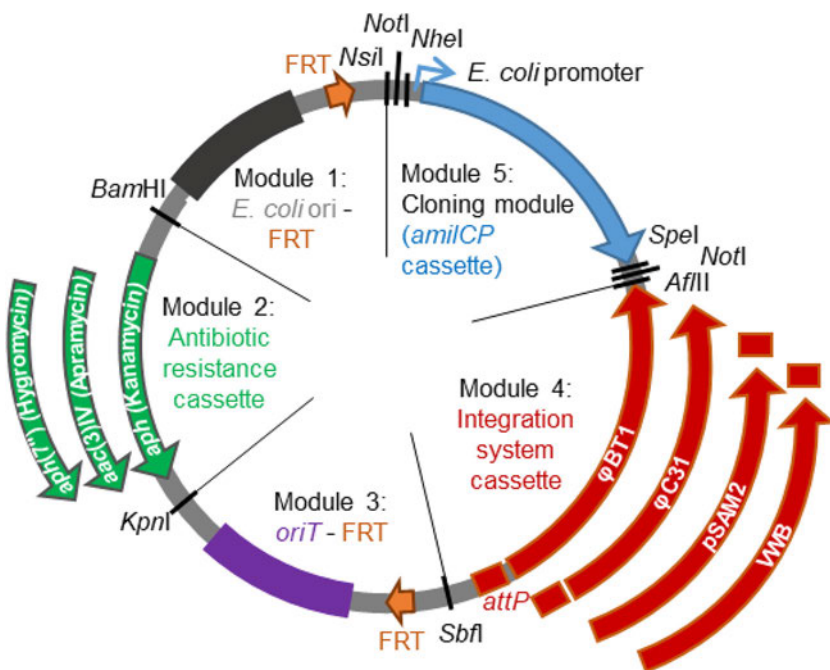 NotI
NsiI
NheI
FRT
E. coli promoter
BamHI
Module 1:
E. coli ori -
FRT
Module 5:
Cloning module
(amilCP
cassette)
SpeI
NotI
AflII
Module 2:
Antibiotic
resistance
cassette
aph(7") (Hygromycin)
aac(3)IV (Apramycin)
aph (Kanamycin)
Module 4:
Integration
system
cassette
φBT1
φC31
pSAM2
VWB
KpnI
Module 3:
oriT - FRT
attP
FRT
SbfI